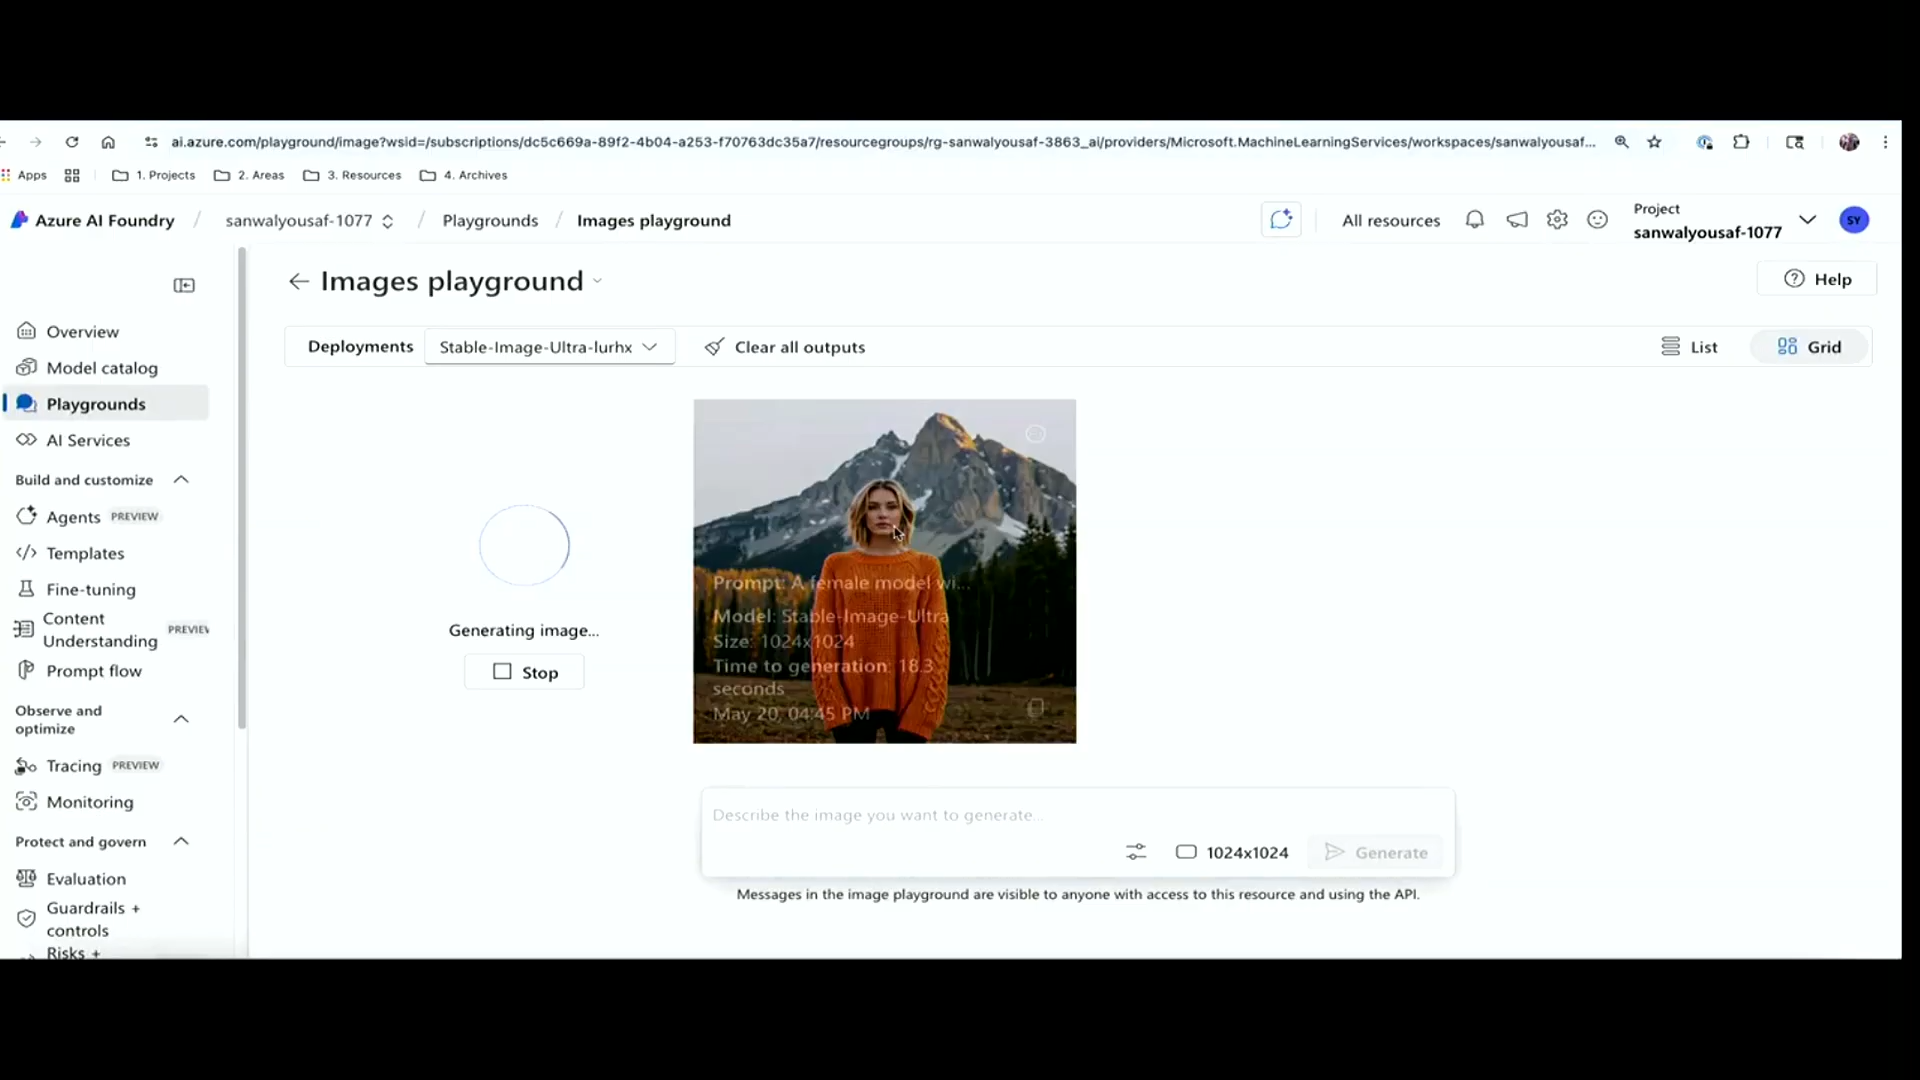 ai.azure.com/playground/image?wsid=/subscriptions/dc5c669a-89f2-4b04-a253-f70763dc35a7/resourcegroups/rg-sanwalyousaf-3863_ai/providers/Microsoft.MachineLearningServices/workspaces/sanwalyousaf...
Apps 1. Projects 2. Areas 3. Resources 4. Archives
Azure AI Foundry / sanwalyousaf-1077 / Playgrounds / Images playground
All resources
Project
sanwalyousaf-1077
SY
Images playground
Help
Deployments Stable-Image-Ultra-lurhx Clear all outputs List Grid
Overview
Model catalog
Playgrounds
AI Services
Build and customize
Agents PREVIEW
Templates
Fine-tuning
Content
Understanding PREVIEW
Prompt flow
Observe and
optimize
Tracing PREVIEW
Monitoring
Protect and govern
Evaluation
Guardrails +
controls
Risks +
Generating image...
Stop
Prompt: A female model wi...
Model: Stable-Image-Ultra
Size: 1024x1024
Time to generation: 18.3
seconds
May 20, 04:45 PM
Describe the image you want to generate...
1024x1024 Generate
Messages in the image playground are visible to anyone with access to this resource and using the API.